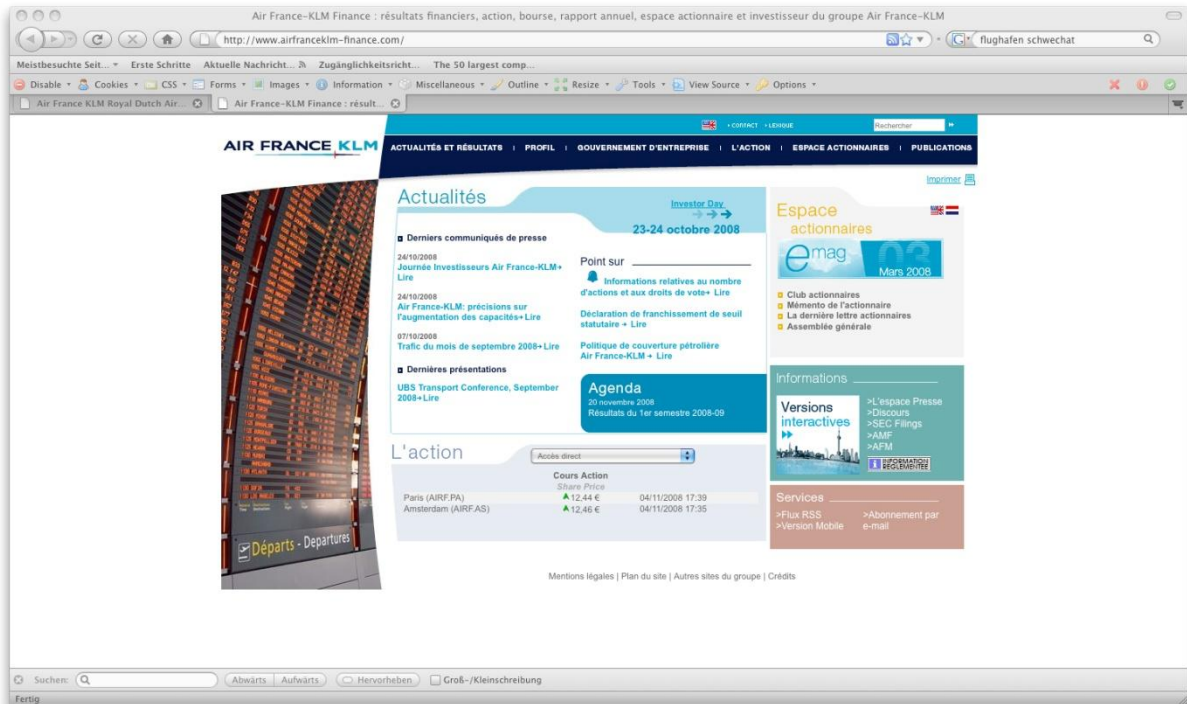 Air France-KLM Finance : résultats financiers, action, bourse, rapport annuel, espace actionnaire et investisseur du groupe Air France-KLM
http://www.airfranceklm-finance.com/
flughafen schwechat
Meistbesuchte Seit... Erste Schritte Aktuelle Nachricht... Zugänglichkeitsricht... The 50 largest comp...
Disable Cookies CSS Forms Images Information Miscellaneous Outline Resize Tools View Source Options
Air France KLM Royal Dutch Air... Air France-KLM Finance : résult...
CONTACT LEXIQUE Rechercher
AIR FRANCE KLM
ACTUALITÉS ET RÉSULTATS | PROFIL | GOUVERNEMENT D'ENTREPRISE | L'ACTION | ESPACE ACTIONNAIRES | PUBLICATIONS
Imprimer
Actualités
Investor Day
23-24 octobre 2008
Derniers communiqués de presse
24/10/2008
Journée Investisseurs Air France-KLM
Lire
24/10/2008
Air France-KLM: précisions sur
l'augmentation des capacités Lire
07/10/2008
Trafic du mois de septembre 2008 Lire
Dernières présentations
UBS Transport Conference, September
2008 Lire
Point sur
Informations relatives au nombre
d'actions et aux droits de vote Lire
Déclaration de franchissement de seuil
statutaire Lire
Politique de couverture pétrolière
Air France-KLM Lire
Agenda
20 novembre 2008
Résultats du 1er semestre 2008-09
Espace
actionnaires
emag 03
Mars 2008
Club actionnaires
Mémento de l'actionnaire
La dernière lettre actionnaires
Assemblée générale
Informations
Versions
interactives
>L'espace Presse
>Discours
>SEC Filings
>AMF
>AFM
INFORMATION
RÉGLEMENTÉE
L'action
Accès direct
Cours Action
Share Price
Paris (AIRF.PA) 12,44 € 04/11/2008 17:39
Amsterdam (AIRF.AS) 12,46 € 04/11/2008 17:35
Services
>Flux RSS >Abonnement par
>Version Mobile e-mail
Départs - Departures
Mentions légales | Plan du site | Autres sites du groupe | Crédits
Suchen: Abwärts Aufwärts Hervorheben Groß-/Kleinschreibung
Fertig